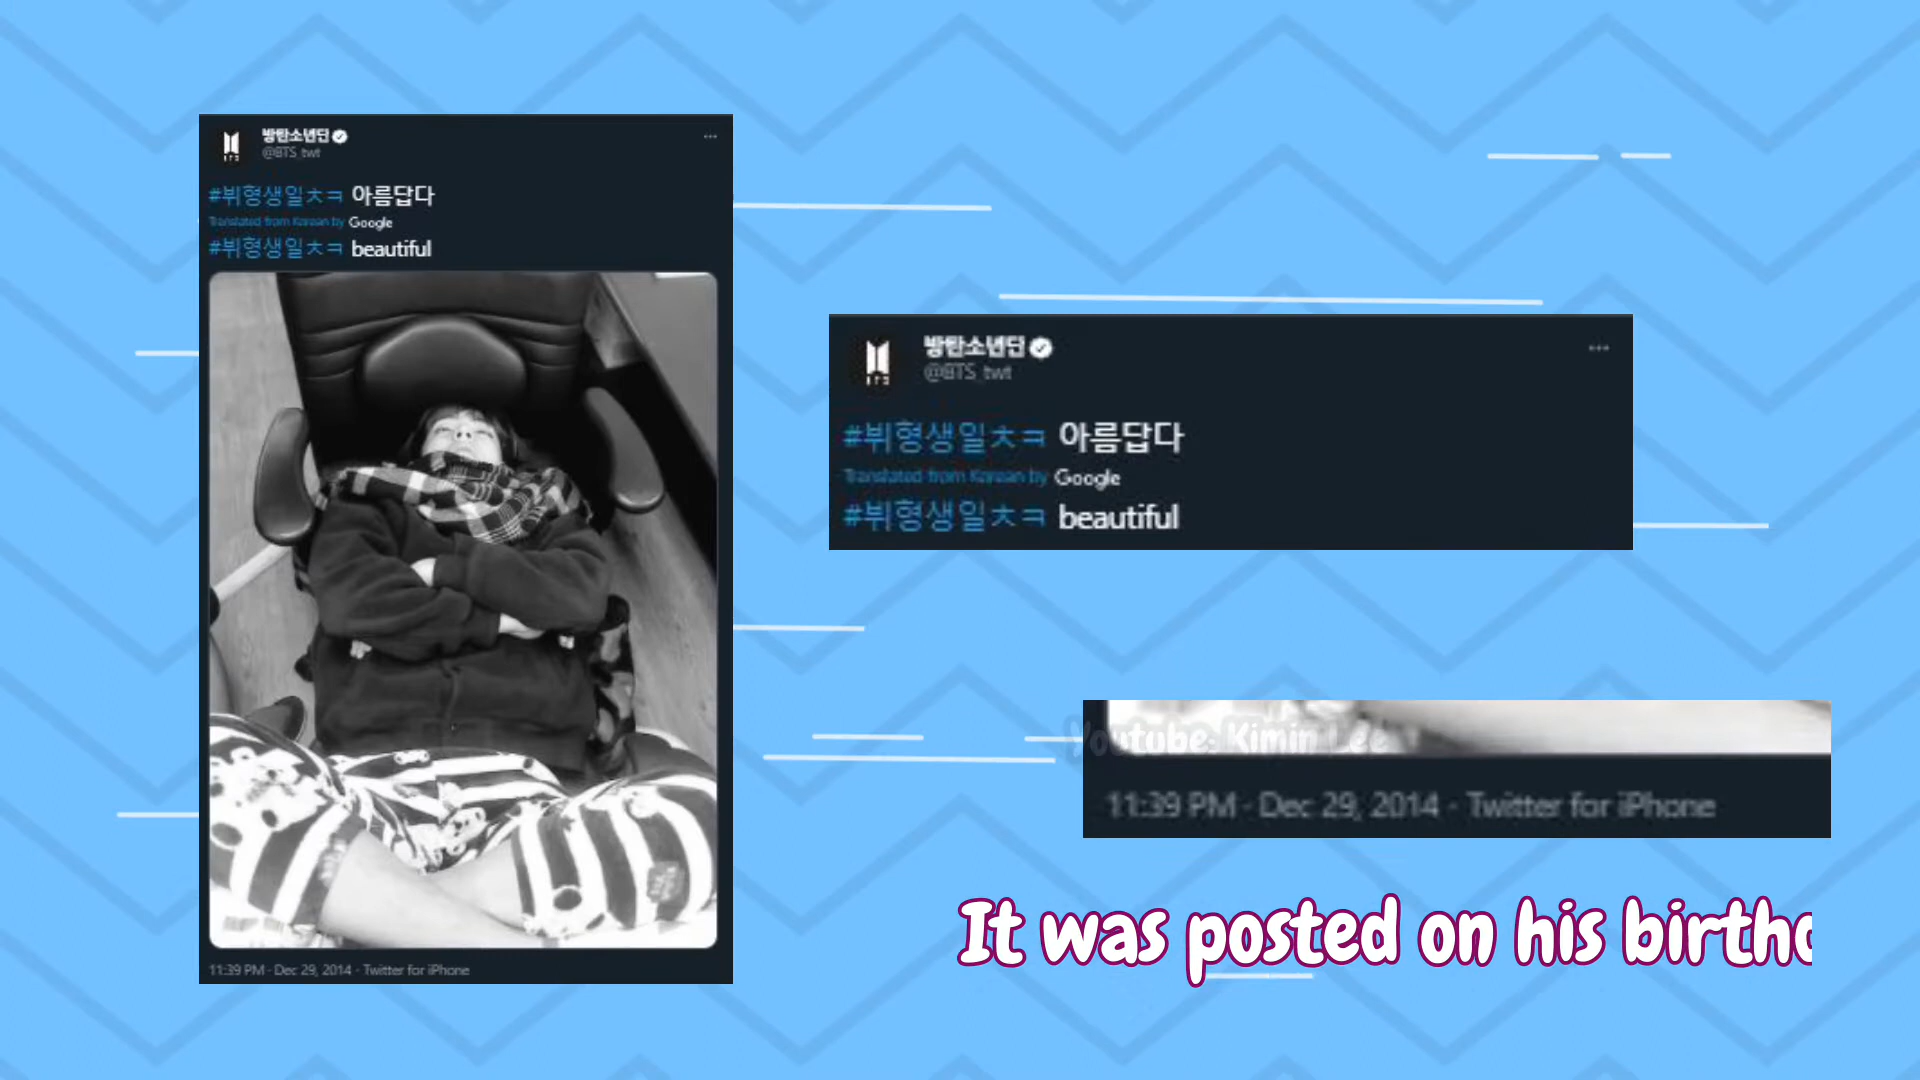 방탄소년단
@BTS_twt
#뷔형생일ㅊㅋ 아름답다
Translated from Korean by Google
#뷔형생일ㅊㅋ beautiful
11:39 PM · Dec 29, 2014 · Twitter for iPhone
방탄소년단
@BTS_twt
#뷔형생일ㅊㅋ 아름답다
Translated from Korean by Google
#뷔형생일ㅊㅋ beautiful
Youtube: Kimin Lee
11:39 PM · Dec 29, 2014 · Twitter for iPhone
It was posted on his birth